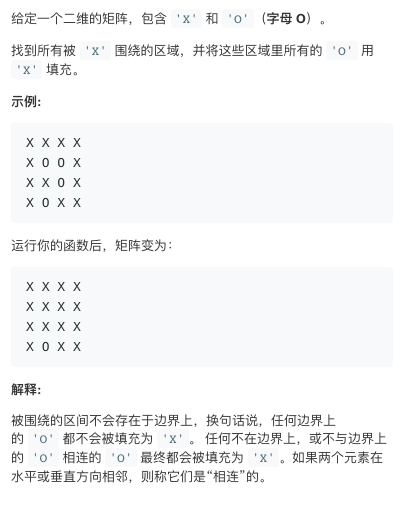 给定一个二维的矩阵，包含 'X' 和 'O'（字母 O）。
找到所有被 'X' 围绕的区域，并将这些区域里所有的 'O' 用
'X' 填充。
示例:
X X X X
X O O X
X X O X
X O X X
运行你的函数后，矩阵变为：
X X X X
X X X X
X X X X
X O X X
解释:
被围绕的区间不会存在于边界上，换句话说，任何边界上
的 'O' 都不会被填充为 'X'。 任何不在边界上，或不与边界上
的 'O' 相连的 'O' 最终都会被填充为 'X'。如果两个元素在
水平或垂直方向相邻，则称它们是“相连”的。